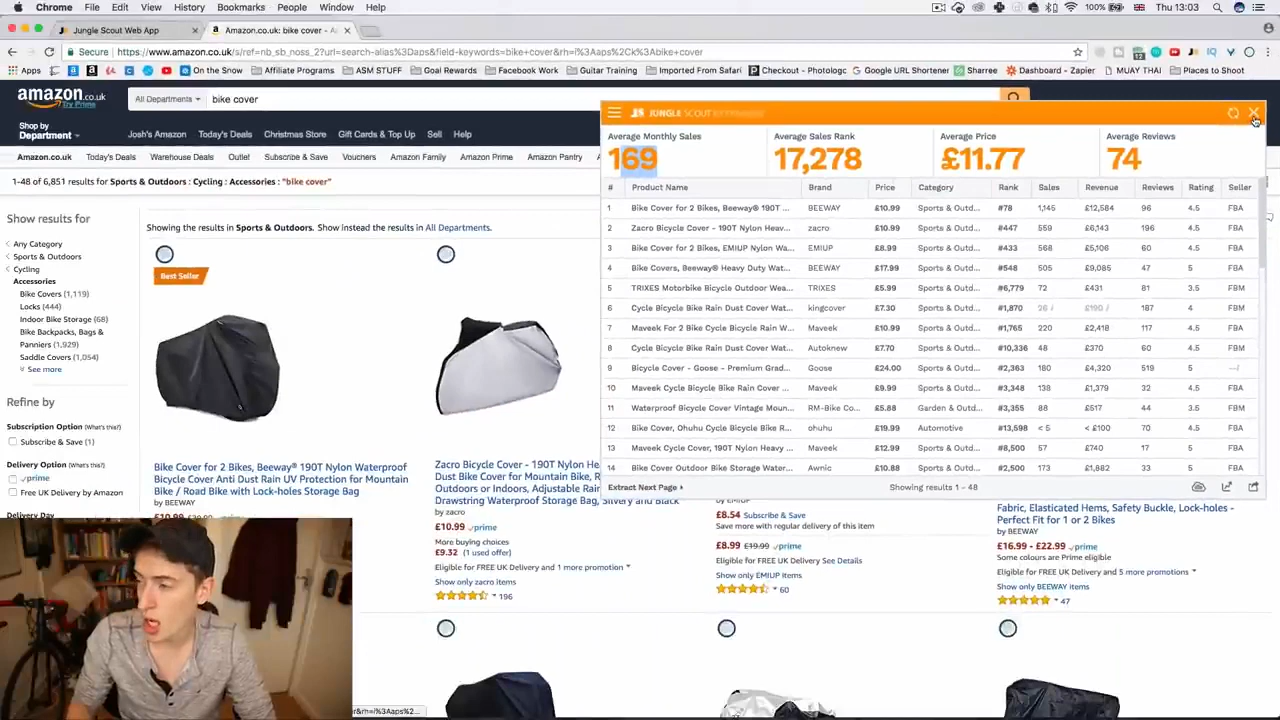 Chrome File Edit View History Bookmarks People Window Help
100% Thu 13:03
Jungle Scout Web App
Amazon.co.uk: bike cover - A
Secure https://www.amazon.co.uk/s/ref=nb_sb_noss_2?url=search-alias%3Daps&field-keywords=bike+cover&rh=i%3Aaps%2Ck%3Abike+cover
Apps On the Snow Affiliate Programs ASM STUFF Goal Rewards Facebook Work Guitar Training Imported From Safari Checkout - Photologo Google URL Shortener Sharree Dashboard - Zapier MUAY THAI Places to Shoot
amazon.co.uk
Try Prime
All Departments
bike cover
Shop by
Department
Josh's Amazon Today's Deals Christmas Store Gift Cards & Top Up Sell Help
Amazon.co.uk Today's Deals Warehouse Deals Outlet Subscribe & Save Vouchers Amazon Family Amazon Prime Amazon Pantry
1-48 of 6,851 results for Sports & Outdoors : Cycling : Accessories : "bike cover"
Show results for
Any Category
Sports & Outdoors
Cycling
Accessories
Bike Covers (1,119)
Locks (444)
Indoor Bike Storage (68)
Bike Backpacks, Bags &
Panniers (1,929)
Saddle Covers (1,054)
See more
Refine by
Subscription Option (What's this?)
Subscribe & Save (1)
Delivery Option (What's this?)
prime
Free UK Delivery by Amazon
Delivery Day
Showing the results in Sports & Outdoors. Show instead the results in All Departments.
Best Seller
Bike Cover for 2 Bikes, Beeway® 190T Nylon Waterproof
Bicycle Cover Anti Dust Rain UV Protection for Mountain
Bike / Road Bike with Lock-holes Storage Bag
by BEEWAY
£10.99
Zacro Bicycle Cover - 190T Nylon He
Dust Bike Cover for Mountain Bike,
Outdoors or Indoors, Adjustable Rain
Drawstring Waterproof Storage Bag, Silvery and Black
by zacro
£10.99 prime
More buying choices
£9.32 (1 used offer)
Eligible for FREE UK Delivery and 1 more promotion
Show only zacro items
196
by EMIUP
£8.54 Subscribe & Save
Save more with regular delivery of this item
£8.99 £19.99 prime
Eligible for FREE UK Delivery See Details
Show only EMIUP items
60
Fabric, Elasticated Hems, Safety Buckle, Lock-holes -
Perfect Fit for 1 or 2 Bikes
by BEEWAY
£16.99 - £22.99 prime
Some colours are Prime eligible
Eligible for FREE UK Delivery and 5 more promotions
Show only BEEWAY items
47
JUNGLE SCOUT
Average Monthly Sales
169
Average Sales Rank
17,278
Average Price
£11.77
Average Reviews
74
# Product Name Brand Price Category Rank Sales Revenue Reviews Rating Seller
1 Bike Cover for 2 Bikes, Beeway® 190T ... BEEWAY £10.99 Sports & Outd... #78 1,145 £12,584 96 4.5 FBA
2 Zacro Bicycle Cover - 190T Nylon Heav... zacro £10.99 Sports & Outd... #447 559 £6,143 196 4.5 FBA
3 Bike Cover for 2 Bikes, EMIUP Nylon Wa... EMIUP £8.99 Sports & Outd... #433 568 £5,106 60 4.5 FBA
4 Bike Covers, Beeway® Heavy Duty Wat... BEEWAY £17.99 Sports & Outd... #548 505 £9,085 47 5 FBA
5 TRIXES Motorbike Bicycle Outdoor Wea... TRIXES £5.99 Sports & Outd... #6,779 72 £431 81 3.5 FBM
6 Cycle Bicycle Bike Rain Dust Cover Wat... kingcover £7.30 Sports & Outd... #1,870 26 / £190 / 187 4 FBM
7 Maveek For 2 Bike Cycle Bicycle Rain W... Maveek £10.99 Sports & Outd... #1,765 220 £2,418 117 4.5 FBA
8 Cycle Bicycle Bike Rain Dust Cover Wat... Autoknew £7.70 Sports & Outd... #10,336 48 £370 60 4.5 FBM
9 Bicycle Cover - Goose - Premium Grad... Goose £24.00 Sports & Outd... #2,363 180 £4,320 519 5 --/
10 Maveek Cycle Bicycle Bike Rain Cover ... Maveek £9.99 Sports & Outd... #3,348 138 £1,379 32 4.5 FBA
11 Waterproof Bicycle Cover Vintage Moun... RM-Bike Co... £5.88 Garden & Outd... #3,355 88 £517 44 3.5 FBM
12 Bike Cover, Ohuhu Cycle Bicycle Bike R... ohuhu £19.99 Automotive #13,598 < 5 < £100 70 4.5 FBA
13 Maveek Cycle Cover, 190T Nylon Heavy ... Maveek £12.99 Sports & Outd... #8,500 57 £740 17 5 FBA
14 Bike Cover Outdoor Bike Storage Water... Awnic £10.88 Sports & Outd... #2,500 173 £1,882 33 5 FBA
Extract Next Page
Showing results 1 - 48
r&rh=i%3Aaps%2...